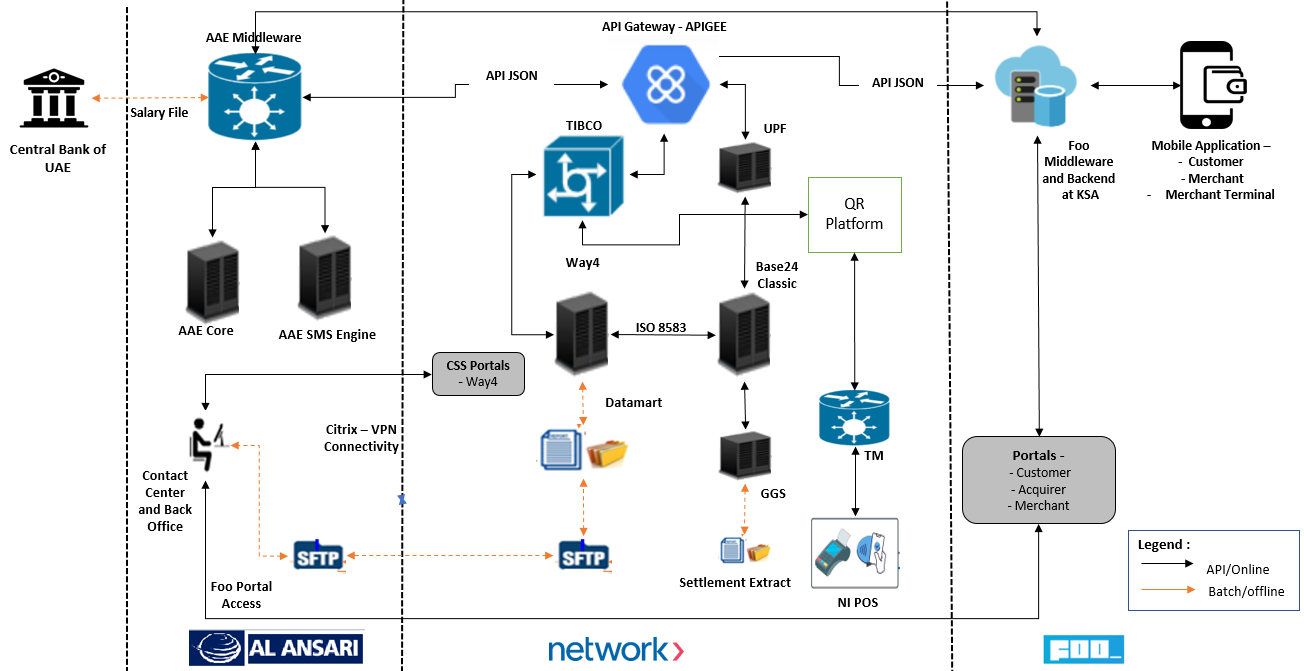 API Gateway - APIGEE
AAE Middleware
API JSON
API JSON
Salary File
Central Bank of
UAE
TIBCO
UPF
Foo
Middleware
and Backend
at KSA
Mobile Application –
- Customer
- Merchant
- Merchant Terminal
QR
Platform
Way4
Base24
Classic
AAE Core
AAE SMS Engine
ISO 8583
CSS Portals
- Way4
Datamart
Citrix – VPN
Connectivity
REPORT
TM
Portals -
- Customer
- Acquirer
- Merchant
Contact
Center
and Back
Office
GGS
SFTP
SFTP
Settlement Extract
NI POS
Foo Portal
Access
Legend :
API/Online
Batch/offline
AL ANSARI
network
FOO_